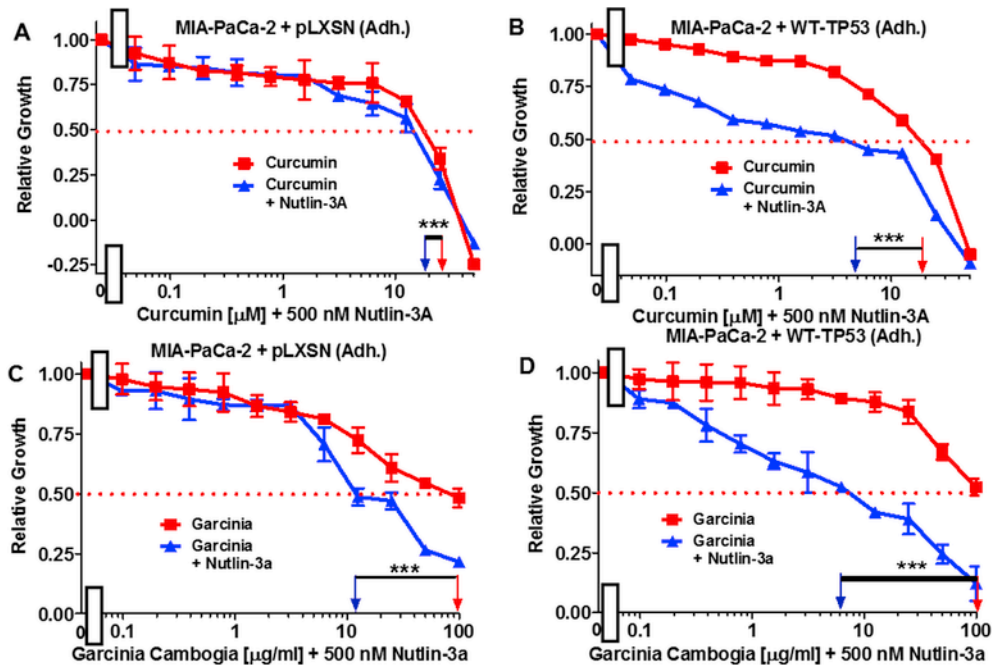 A
MIA-PaCa-2 + pLXSN (Adh.)
Relative Growth
1.00
0.75
0.50
0.25
0.00
-0.25
Curcumin
Curcumin
+ Nutlin-3A
***
0
0.1
1
10
Curcumin [µM] + 500 nM Nutlin-3A
B
MIA-PaCa-2 + WT-TP53 (Adh.)
Relative Growth
1.00
0.75
0.50
0.25
0.00
Curcumin
Curcumin
+ Nutlin-3A
***
0
0.1
1
10
Curcumin [µM] + 500 nM Nutlin-3A
C
MIA-PaCa-2 + pLXSN (Adh.)
Relative Growth
1.00
0.75
0.50
0.25
0.00
Garcinia
Garcinia
+ Nutlin-3a
***
0
0.1
1
10
100
Garcinia Cambogia [µg/ml] + 500 nM Nutlin-3a
D
MIA-PaCa-2 + WT-TP53 (Adh.)
Relative Growth
1.00
0.75
0.50
0.25
0.00
Garcinia
Garcinia
+ Nutlin-3a
***
0
0.1
1
10
100
Garcinia Cambogia [µg/ml] + 500 nM Nutlin-3a